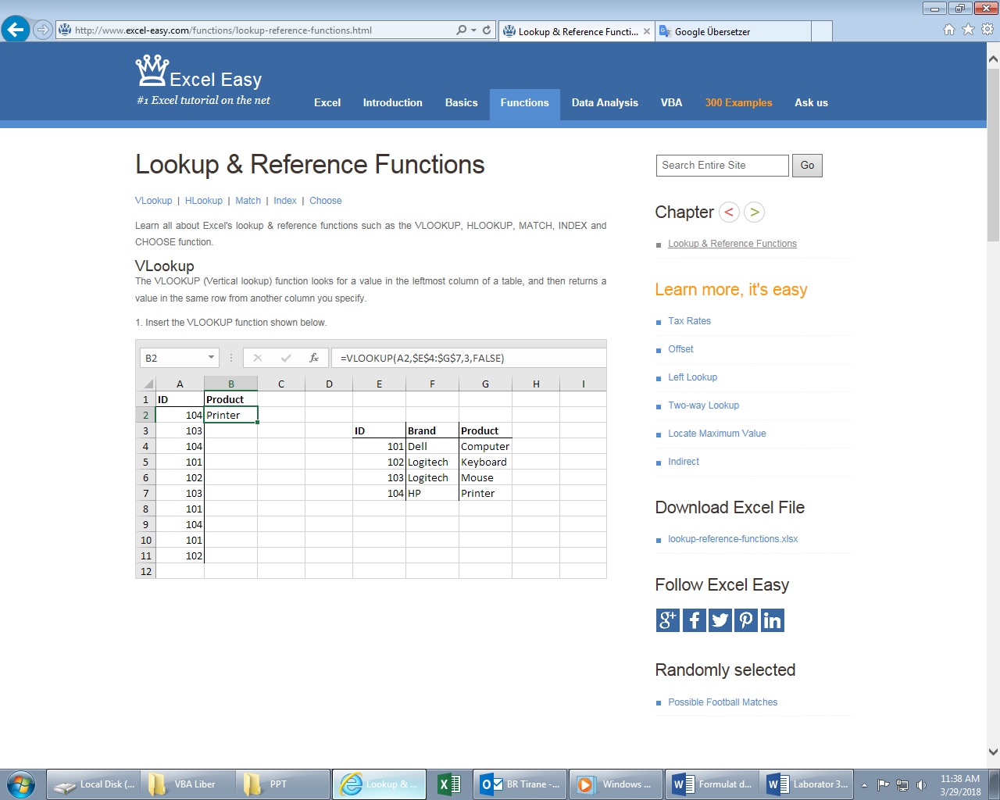 http://www.excel-easy.com/functions/lookup-reference-functions.html
Lookup & Reference Functi...
Google Übersetzer
Excel Easy
#1 Excel tutorial on the net
Excel Introduction Basics Functions Data Analysis VBA 300 Examples Ask us
Lookup & Reference Functions
VLookup | HLookup | Match | Index | Choose
Learn all about Excel's lookup & reference functions such as the VLOOKUP, HLOOKUP, MATCH, INDEX and
CHOOSE function.
VLookup
The VLOOKUP (Vertical lookup) function looks for a value in the leftmost column of a table, and then returns a
value in the same row from another column you specify.
1. Insert the VLOOKUP function shown below.
B2 fx =VLOOKUP(A2,$E$4:$G$7,3,FALSE)
A B C D E F G H I
1 ID Product
2 104 Printer
3 103 ID Brand Product
4 104 101 Dell Computer
5 101 102 Logitech Keyboard
6 102 103 Logitech Mouse
7 103 104 HP Printer
8 101
9 104
10 101
11 102
12
Search Entire Site Go
Chapter < >
Lookup & Reference Functions
Learn more, it's easy
Tax Rates
Offset
Left Lookup
Two-way Lookup
Locate Maximum Value
Indirect
Download Excel File
lookup-reference-functions.xlsx
Follow Excel Easy
Randomly selected
Possible Football Matches
Local Disk (... VBA Liber PPT Lookup & ... BR Tirane -... Windows ... Formulat d... Laborator 3...
11:38 AM
3/29/2018